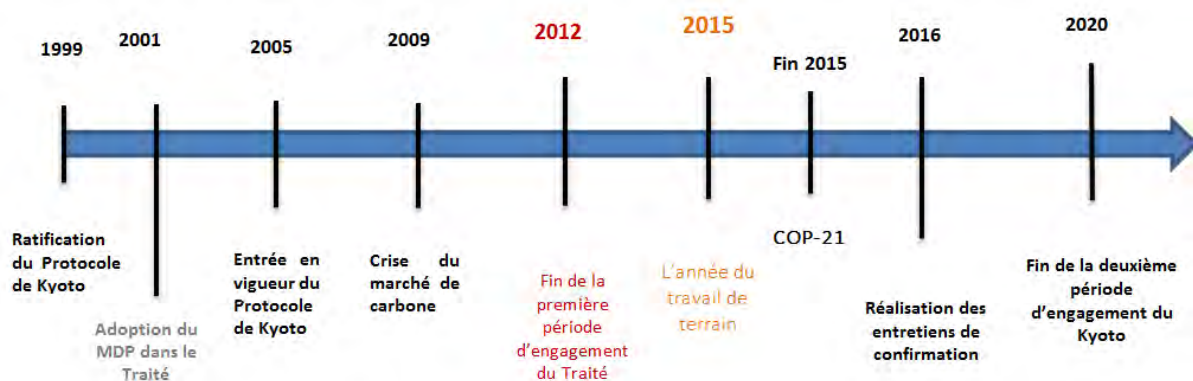 1999
Ratification
du Protocole
de Kyoto
2001
Adoption du
MDP dans le
Traité
2005
Entrée en
vigueur du
Protocole
de Kyoto
2009
Crise du
marché de
carbone
2012
Fin de la
première
période
d'engagement
du Traité
2015
L'année du
travail de
terrain
Fin 2015
COP-21
2016
Réalisation des
entretiens de
confirmation
2020
Fin de la deuxième
période
d'engagement du
Kyoto